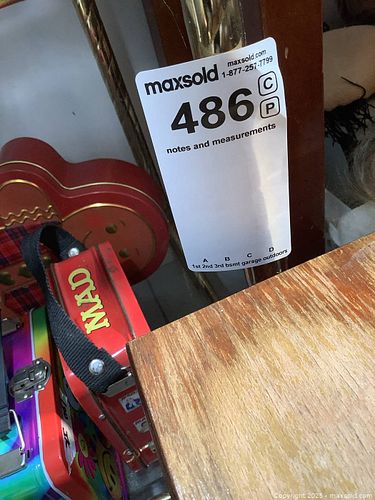 maxsold
maxsold.com
1-877-257-7799
486
C
P
notes and measurements
A B C D
1st 2nd 3rd bsmt garage outdoors
MAD
Copyright 2025 - maxsold.com